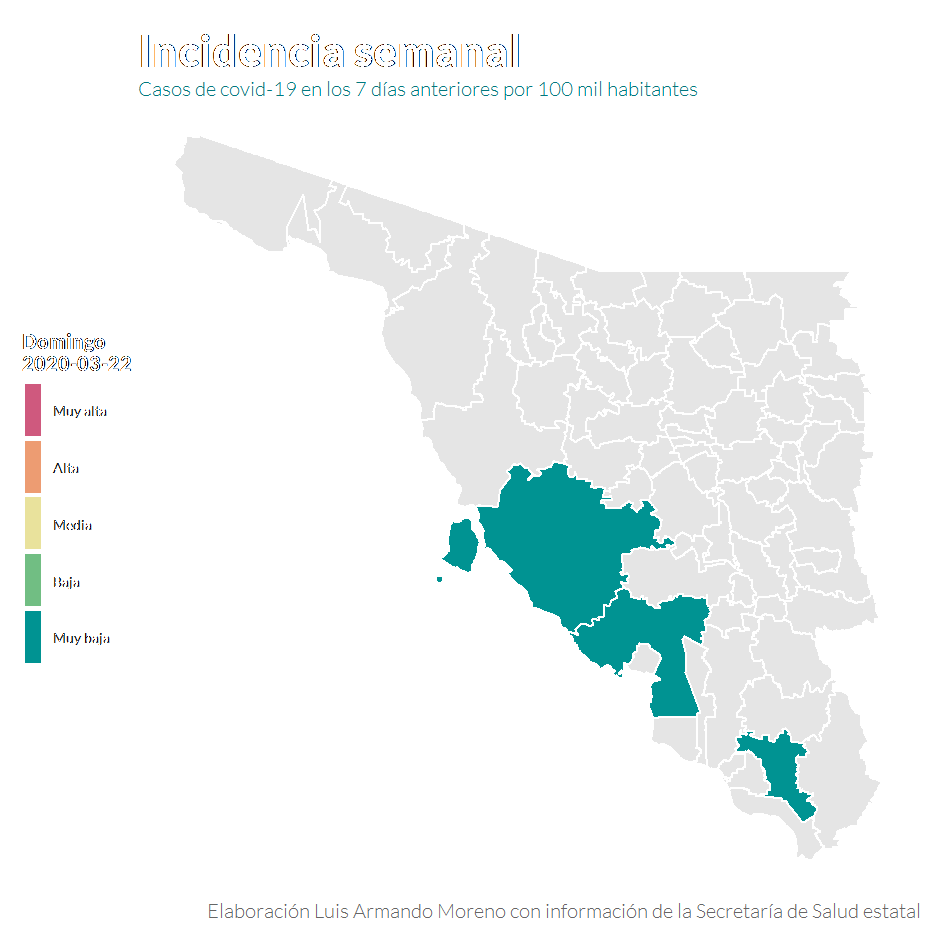 Incidencia semanal
Casos de covid-19 en los 7 días anteriores por 100 mil habitantes
Domingo
2020-03-22
Muy alta
Alta
Media
Baja
Muy baja
Elaboración Luis Armando Moreno con información de la Secretaría de Salud estatal